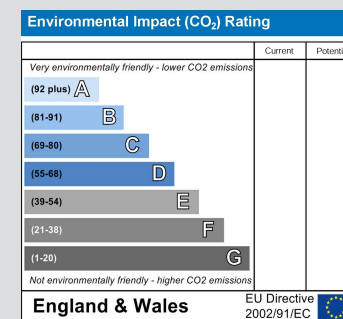 Environmental Impact (CO₂) Rating
Current Potenti
Very environmentally friendly - lower CO2 emissions
(92 plus) A
(81-91) B
(69-80) C
(55-68) D
(39-54) E
(21-38) F
(1-20) G
Not environmentally friendly - higher CO2 emissions
England & Wales
EU Directive
2002/91/EC